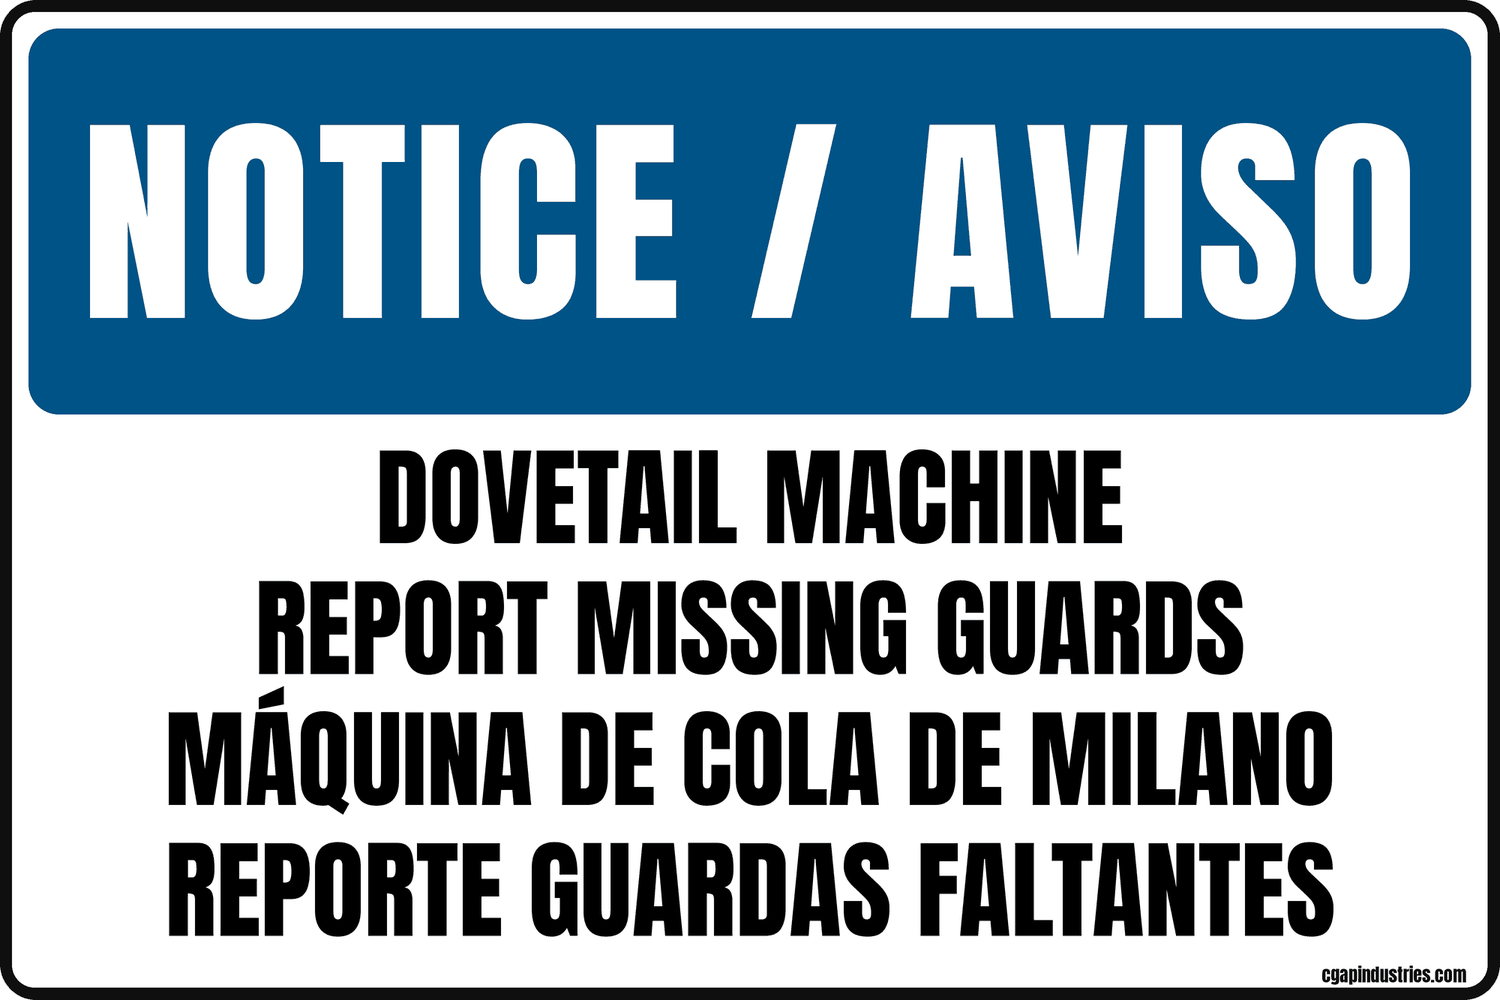 NOTICE / AVISO
DOVETAIL MACHINE
REPORT MISSING GUARDS
MÁQUINA DE COLA DE MILANO
REPORTE GUARDAS FALTANTES
cgapindustries.com